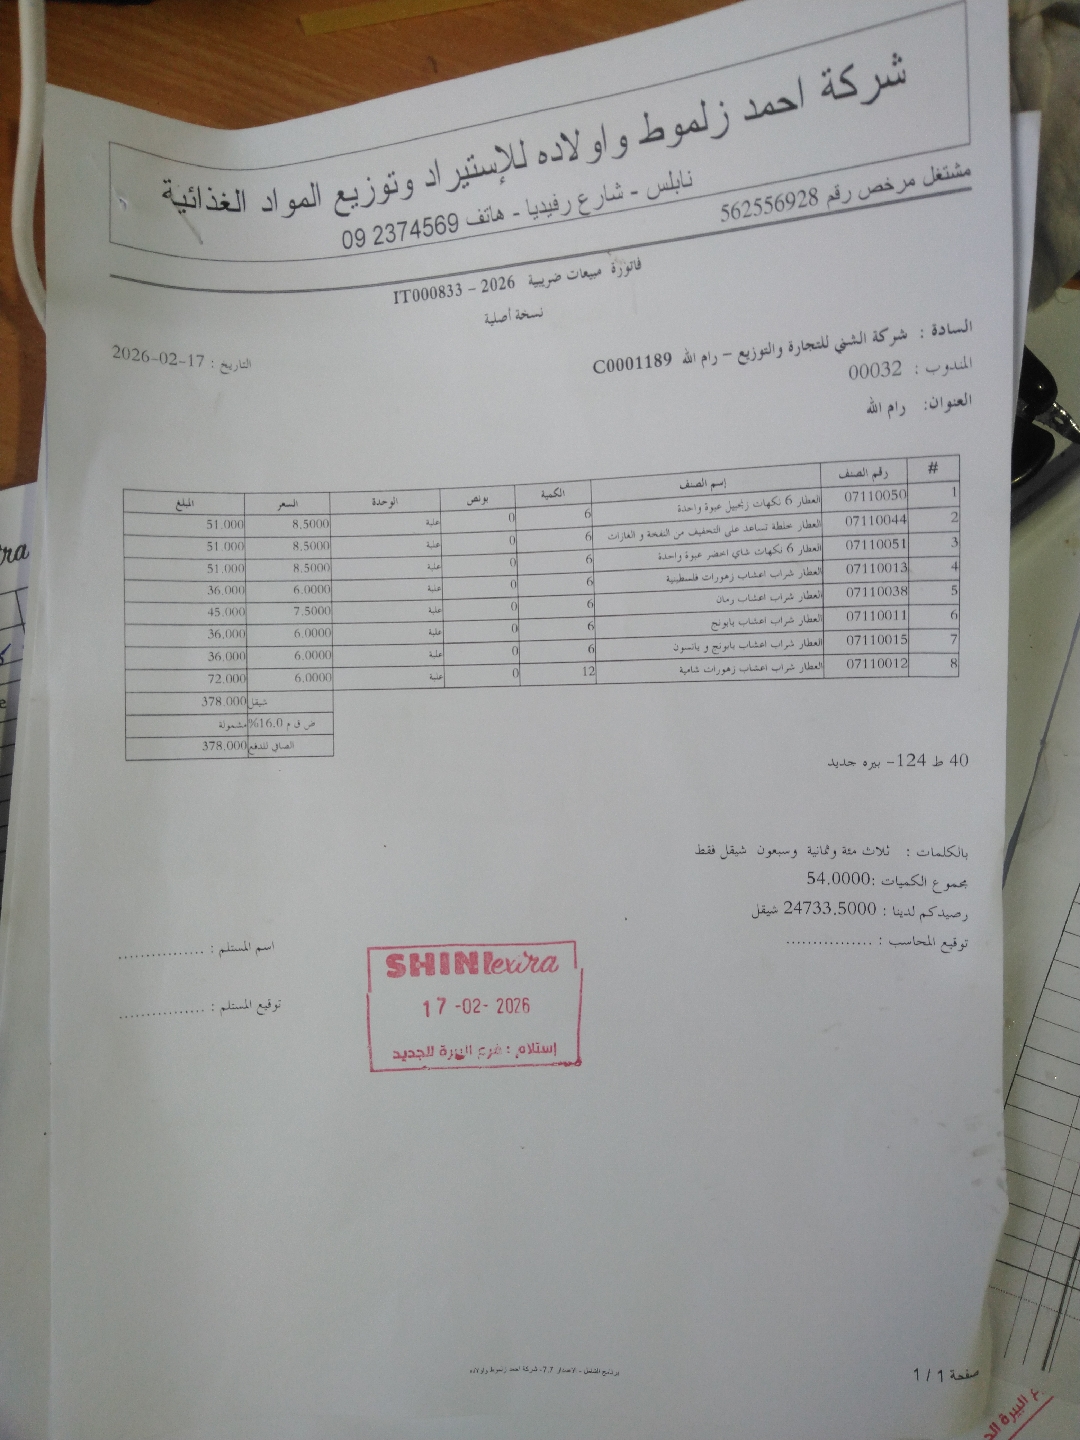 شركة احمد زلموط و اولاده للإستيراد وتوزيع المواد الغذائية
نابلس - شارع رفيديا - هاتف 2374569 09
مشتغل مرخص رقم 562556928
فاتورة مبيعات ضريبية 2026 - IT000833
نسخة أصلية
السادة : شركة الشني للتجارة والتوزيع - رام الله C0001189
التاريخ : 2026-02-17
المندوب : 00032
العنوان: رام الله
# رقم الصنف إسم الصنف الكمية بونص الوحدة السعر المبلغ
1 07110050 العطار 6 نكهات زنجبيل عبوة واحدة 6 0 علبة 8.5000 51.000
2 07110044 العطار خلطة تساعد على التخفيف من النفخة و الغازات 6 0 علبة 8.5000 51.000
3 07110051 العطار 6 نكهات شاي اخضر عبوة واحدة 6 0 علبة 8.5000 51.000
4 07110013 العطار شراب اعشاب زهورات فلسطينية 6 0 علبة 6.0000 36.000
5 07110038 العطار شراب اعشاب رمان 6 0 علبة 7.5000 45.000
6 07110011 العطار شراب اعشاب بابونج 6 0 علبة 6.0000 36.000
7 07110015 العطار شراب اعشاب بابونج و يانسون 6 0 علبة 6.0000 36.000
8 07110012 العطار شراب اعشاب زهورات شامية 12 0 علبة 6.0000 72.000
شيقل 378.000
ض ق م 16.0% مشمولة
الصافي للدفع 378.000
40 ط 124- بيره جديد
بالكلمات : ثلاث مئة وثمانية وسبعون شيقل فقط
مجموع الكميات :54.0000
رصيدكم لدينا : 24733.5000 شيقل
توقيع المحاسب : ................
اسم المستلم : ................
توقيع المستلم : ................
SHINI extra
17 -02- 2026
إستلام : فرع البيرة الجديد
برنامج الشامل - الاصدار 7.7- شركة احمد زلموط واولاده
صفحة 1 / 1